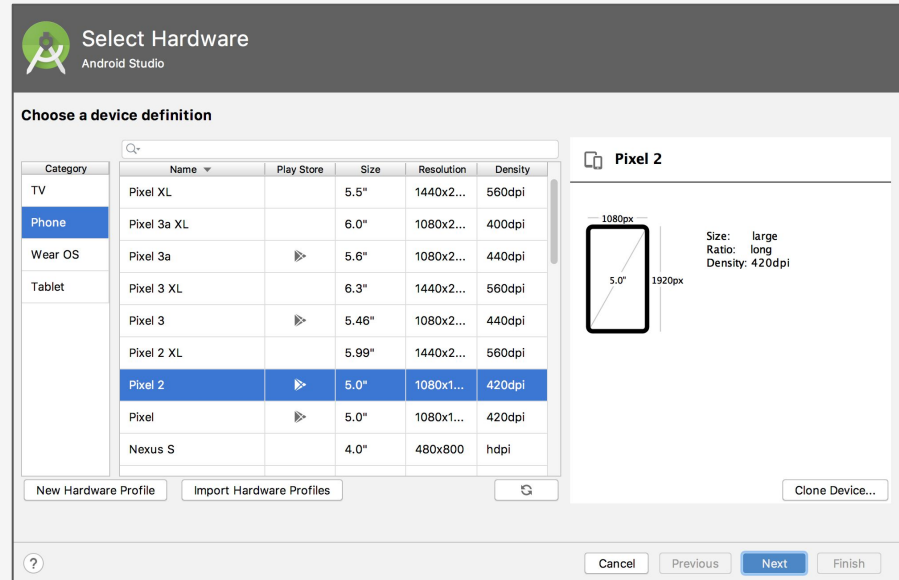 Select Hardware
Android Studio
Choose a device definition
Category
TV
Phone
Wear OS
Tablet
Name Play Store Size Resolution Density
Pixel XL 5.5" 1440x2... 560dpi
Pixel 3a XL 6.0" 1080x2... 400dpi
Pixel 3a 5.6" 1080x2... 440dpi
Pixel 3 XL 6.3" 1440x2... 560dpi
Pixel 3 5.46" 1080x2... 440dpi
Pixel 2 XL 5.99" 1440x2... 560dpi
Pixel 2 5.0" 1080x1... 420dpi
Pixel 5.0" 1080x1... 420dpi
Nexus S 4.0" 480x800 hdpi
New Hardware Profile Import Hardware Profiles
Pixel 2
1080px
5.0" 1920px
Size: large
Ratio: long
Density: 420dpi
Clone Device...
? Cancel Previous Next Finish